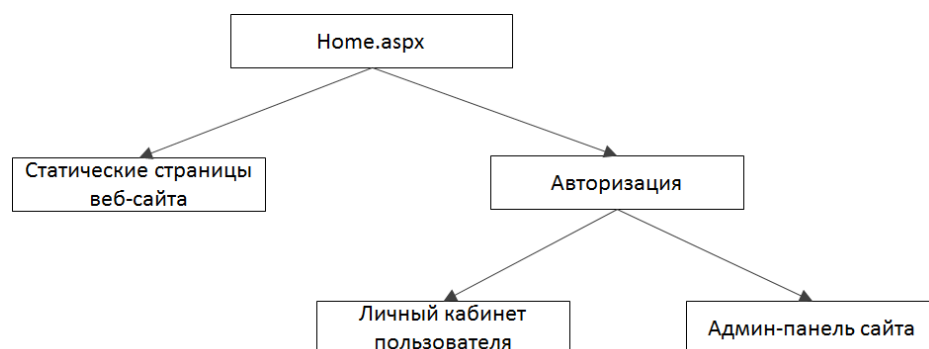 Home.aspx
Статические страницы
веб-сайта
Авторизация
Личный кабинет
пользователя
Админ-панель сайта